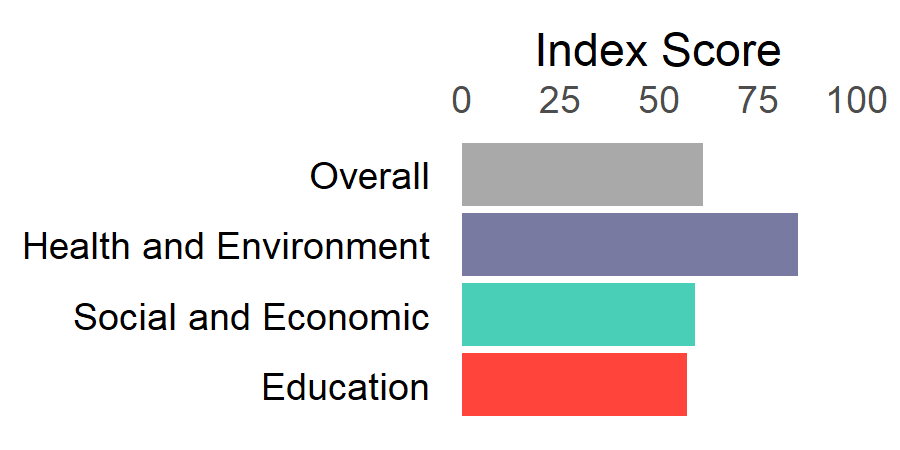 Index Score
0 25 50 75 100
Overall
Health and Environment
Social and Economic
Education